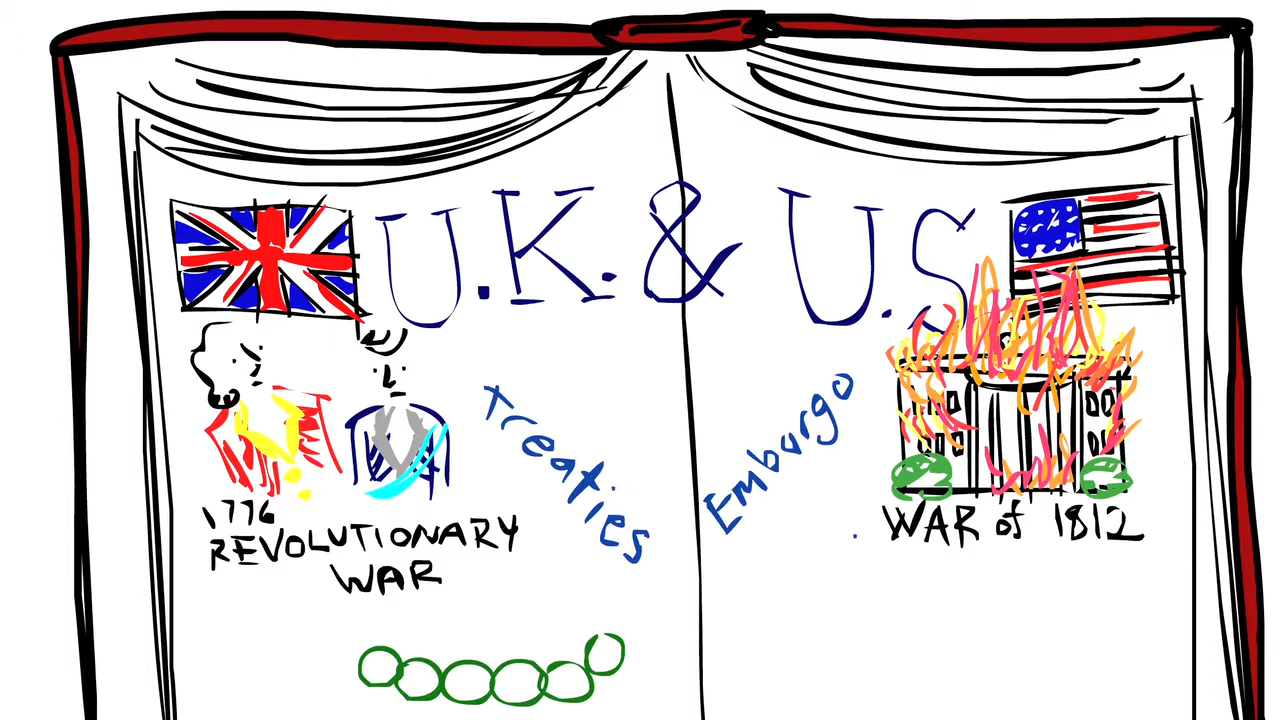 U.K. & U.S
treaties
Embargo
1776
REVOLUTIONARY
WAR
WAR of 1812